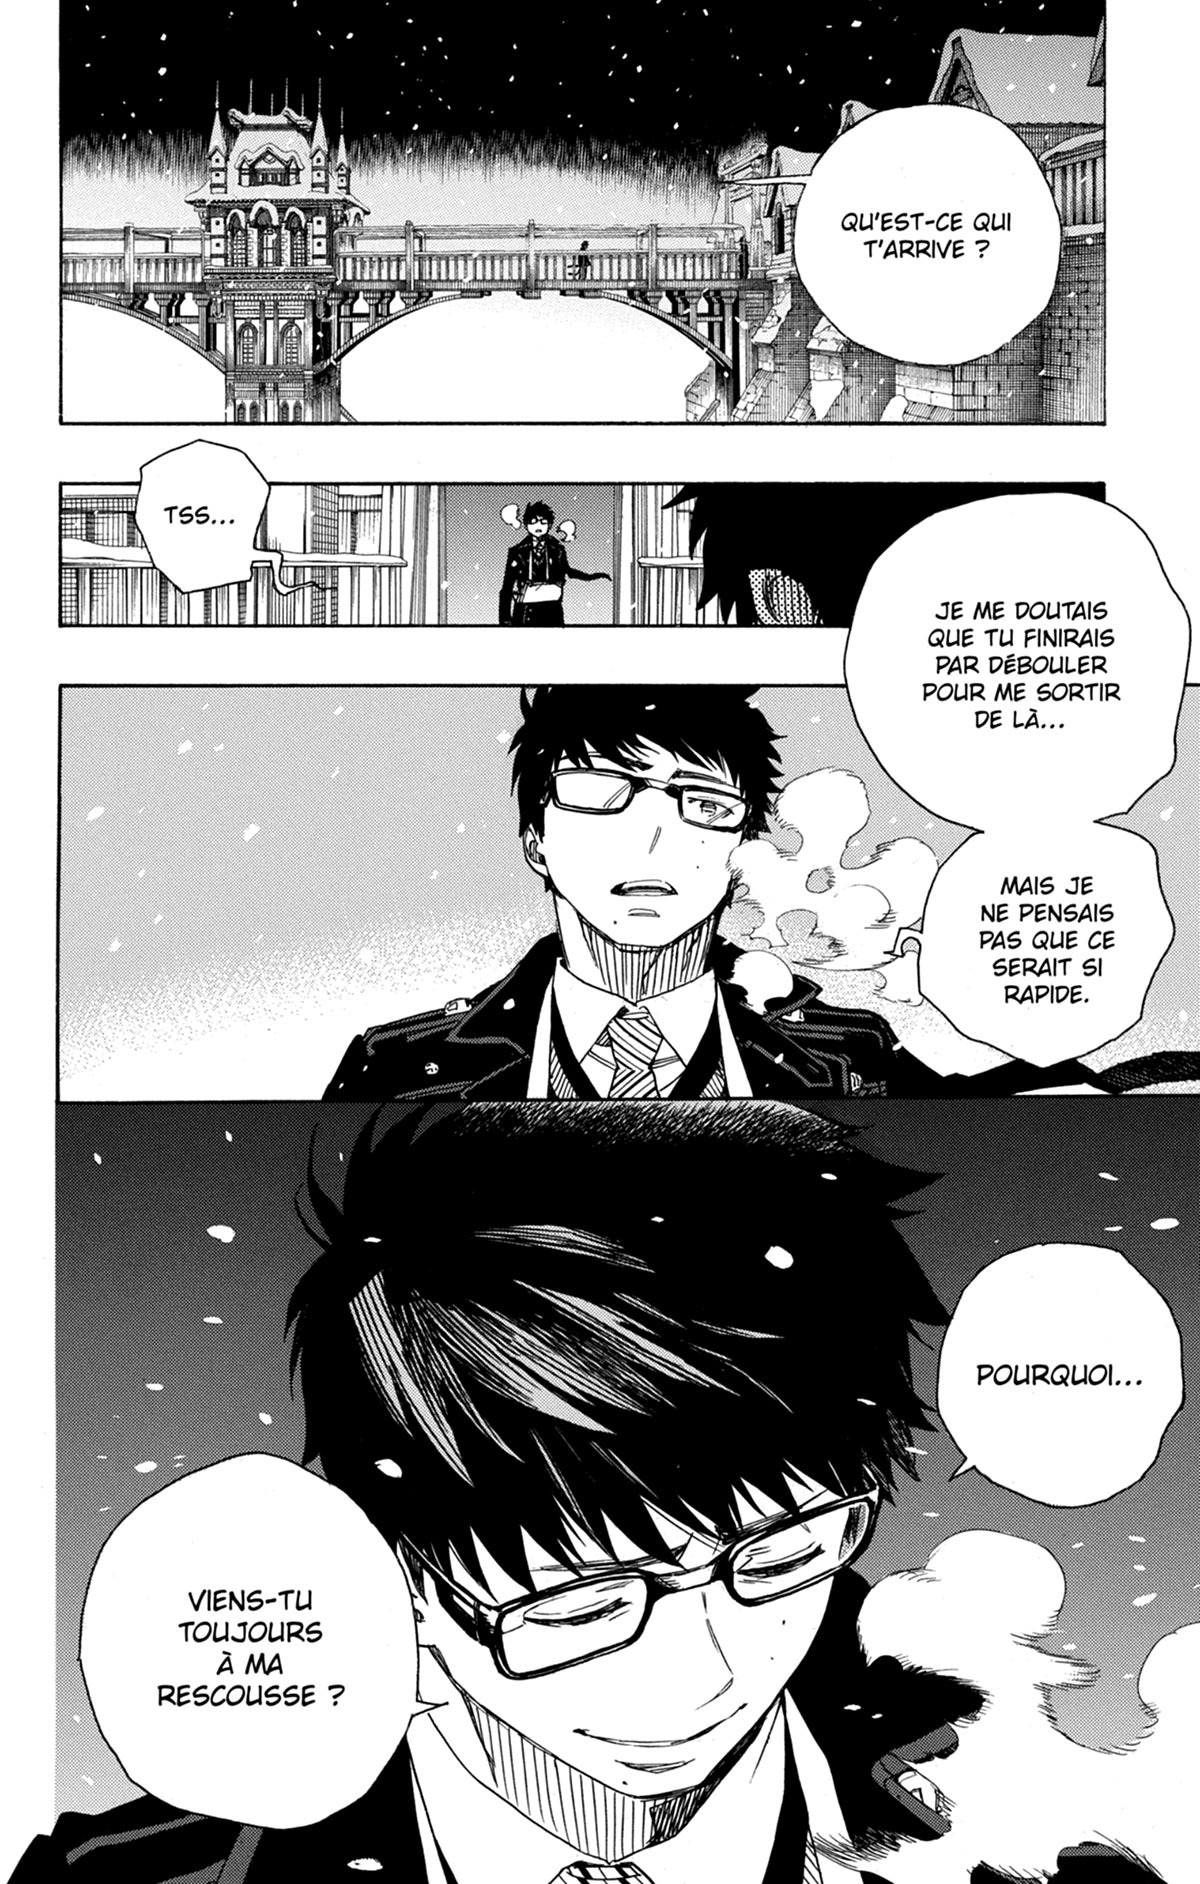 QU'EST-CE QUI
T'ARRIVE ?
TSS...
JE ME DOUTAIS
QUE TU FINIRAIS
PAR DÉBOULER
POUR ME SORTIR
DE LÀ...
MAIS JE
NE PENSAIS
PAS QUE CE
SERAIT SI
RAPIDE.
POURQUOI...
VIENS-TU
TOUJOURS
À MA
RESCOUSSE ?